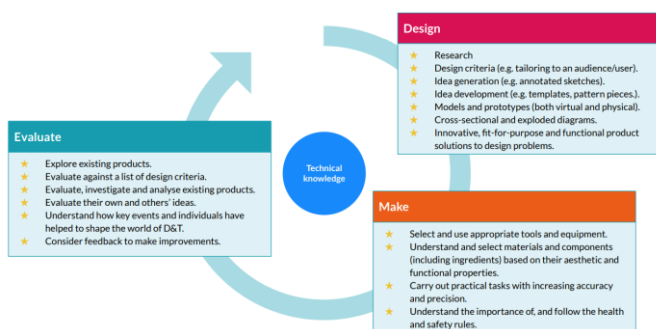 Design
Research
Design criteria (e.g. tailoring to an audience/user).
Idea generation (e.g. annotated sketches).
Idea development (e.g. templates, pattern pieces.).
Models and prototypes (both virtual and physical).
Cross-sectional and exploded diagrams.
Innovative, fit-for-purpose and functional product
solutions to design problems.
Evaluate
Explore existing products.
Evaluate against a list of design criteria.
Evaluate, investigate and analyse existing products.
Evaluate their own and others' ideas.
Understand how key events and individuals have
helped to shape the world of D&T.
Consider feedback to make improvements.
Technical
knowledge
Make
Select and use appropriate tools and equipment.
Understand and select materials and components
(including ingredients) based on their aesthetic and
functional properties.
Carry out practical tasks with increasing accuracy
and precision.
Understand the importance of, and follow the health
and safety rules.